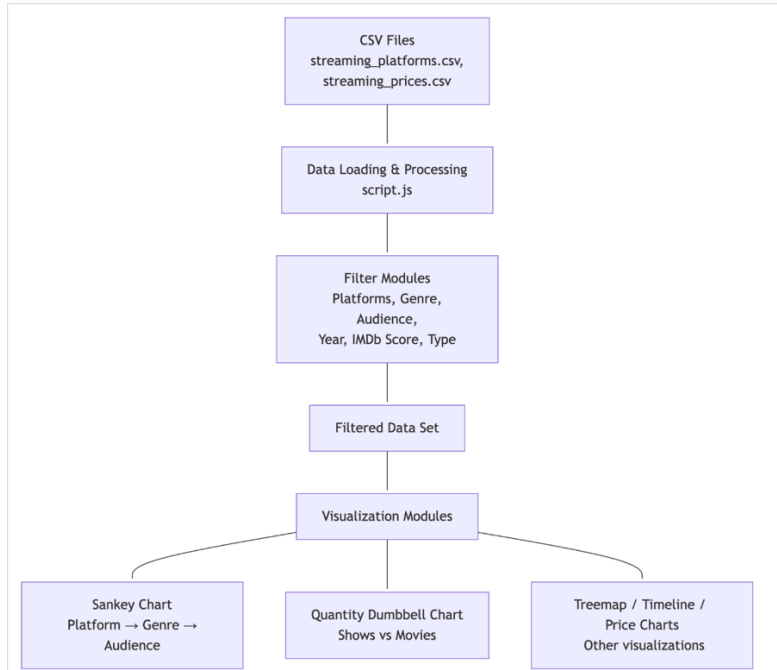 CSV Files
streaming_platforms.csv,
streaming_prices.csv
Data Loading & Processing
script.js
Filter Modules
Platforms, Genre,
Audience,
Year, IMDb Score, Type
Filtered Data Set
Visualization Modules
Sankey Chart
Platform → Genre →
Audience
Quantity Dumbbell Chart
Shows vs Movies
Treemap / Timeline /
Price Charts
Other visualizations